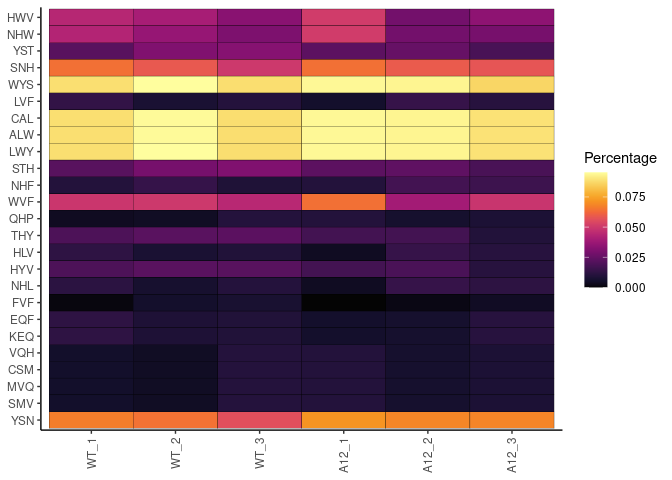 HWV
NHW
YST
SNH
WYS
LVF
CAL
ALW
LWY
STH
NHF
WVF
QHP
THY
HLV
HYV
NHL
FVF
EQF
KEQ
VQH
CSM
MVQ
SMV
YSN
WT_1
WT_2
WT_3
A12_1
A12_2
A12_3
Percentage
0.075
0.050
0.025
0.000